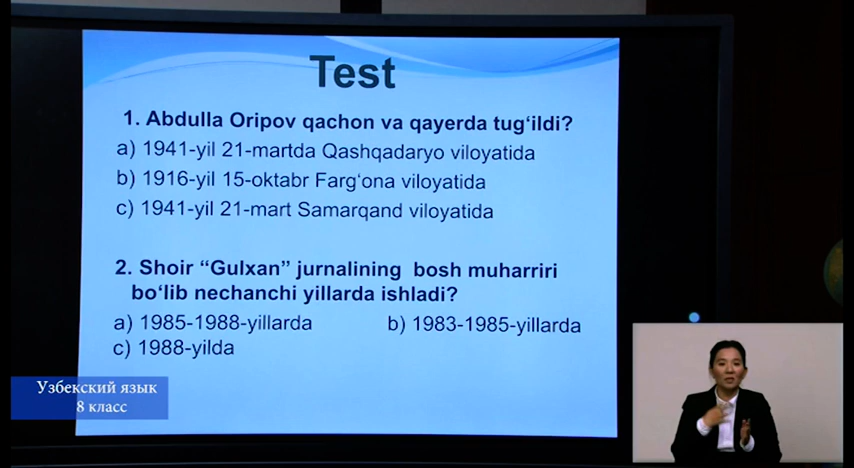 Test
1. Abdulla Oripov qachon va qayerda tug‘ildi?
a) 1941-yil 21-martda Qashqadaryo viloyatida
b) 1916-yil 15-oktabr Farg‘ona viloyatida
c) 1941-yil 21-mart Samarqand viloyatida
2. Shoir “Gulxan” jurnalining bosh muharriri
bo‘lib nechanchi yillarda ishladi?
a) 1985-1988-yillarda b) 1983-1985-yillarda
c) 1988-yilda
Узбекский язык
8 класс